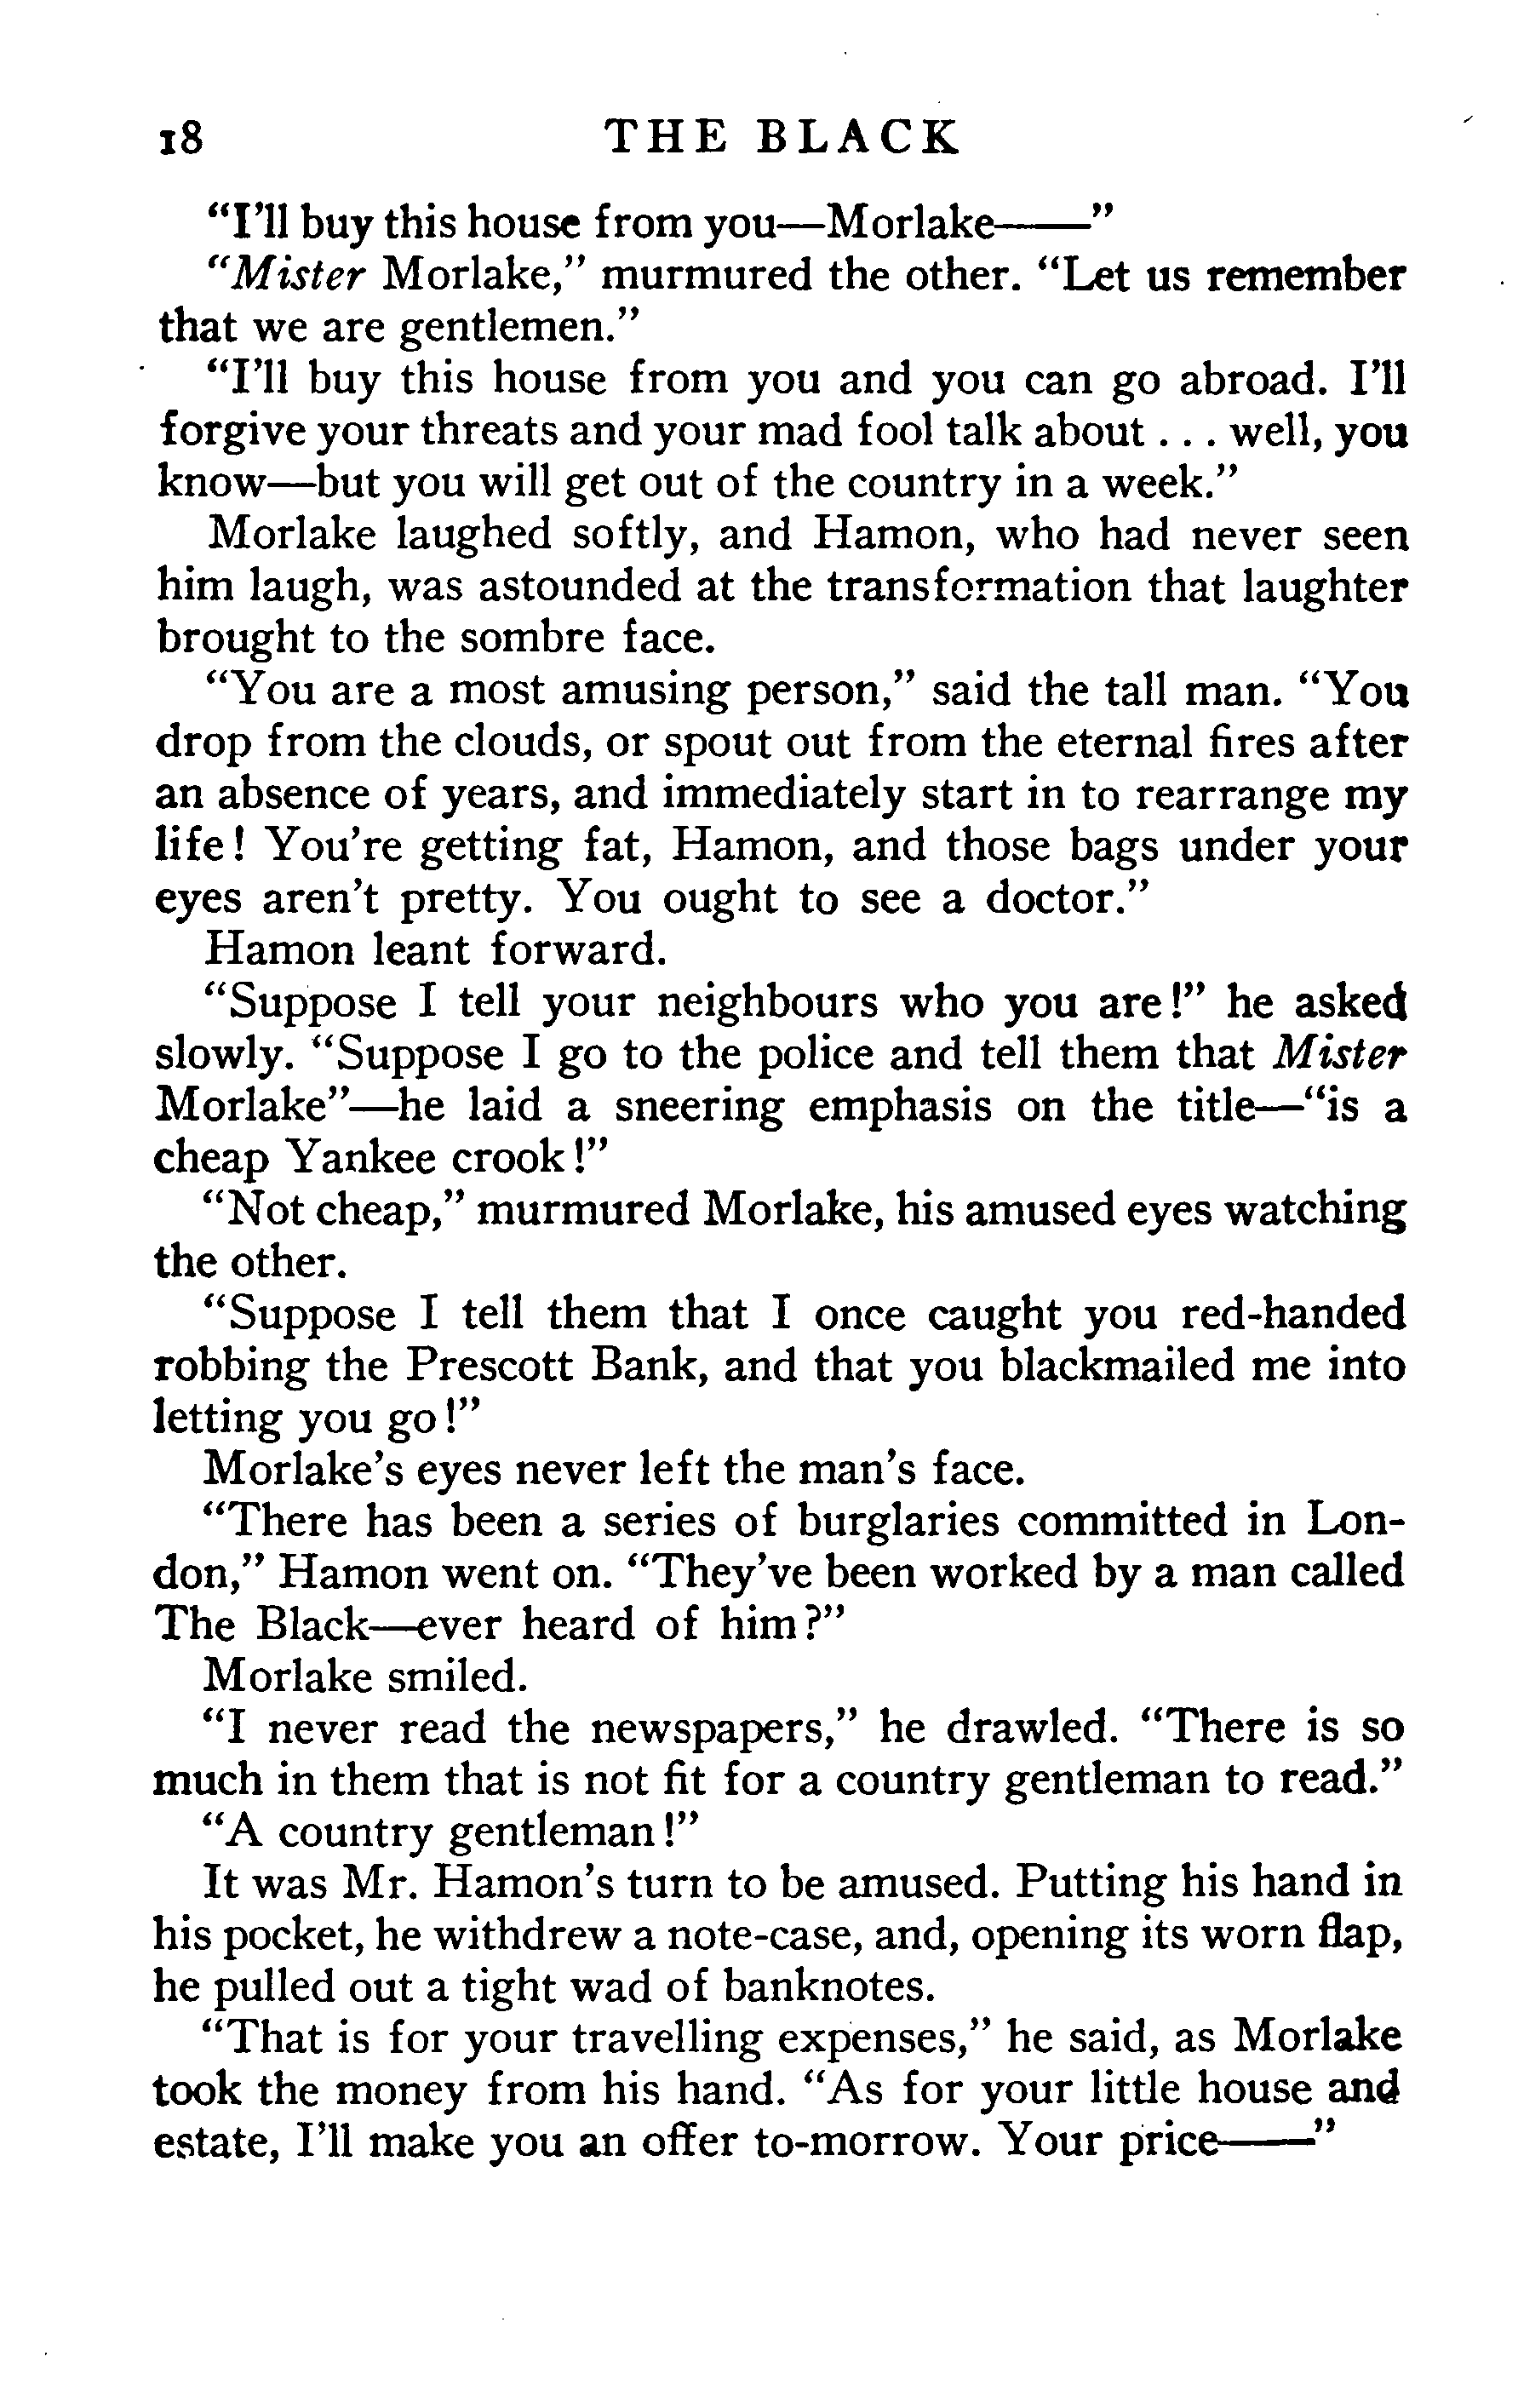 18 THE BLACK
"I'll buy this house from you—Morlake——"
"Mister Morlake," murmured the other. "Let us remember
that we are gentlemen."
"I'll buy this house from you and you can go abroad. I'll
forgive your threats and your mad fool talk about . . . well, you
know—but you will get out of the country in a week."
Morlake laughed softly, and Hamon, who had never seen
him laugh, was astounded at the transformation that laughter
brought to the sombre face.
"You are a most amusing person," said the tall man. "You
drop from the clouds, or spout out from the eternal fires after
an absence of years, and immediately start in to rearrange my
life! You're getting fat, Hamon, and those bags under your
eyes aren't pretty. You ought to see a doctor."
Hamon leant forward.
"Suppose I tell your neighbours who you are!" he asked
slowly. "Suppose I go to the police and tell them that Mister
Morlake"—he laid a sneering emphasis on the title—"is a
cheap Yankee crook!"
"Not cheap," murmured Morlake, his amused eyes watching
the other.
"Suppose I tell them that I once caught you red-handed
robbing the Prescott Bank, and that you blackmailed me into
letting you go!"
Morlake's eyes never left the man's face.
"There has been a series of burglaries committed in Lon-
don," Hamon went on. "They've been worked by a man called
The Black—ever heard of him?"
Morlake smiled.
"I never read the newspapers," he drawled. "There is so
much in them that is not fit for a country gentleman to read."
"A country gentleman!"
It was Mr. Hamon's turn to be amused. Putting his hand in
his pocket, he withdrew a note-case, and, opening its worn flap,
he pulled out a tight wad of banknotes.
"That is for your travelling expenses," he said, as Morlake
took the money from his hand. "As for your little house and
estate, I'll make you an offer to-morrow. Your price——"